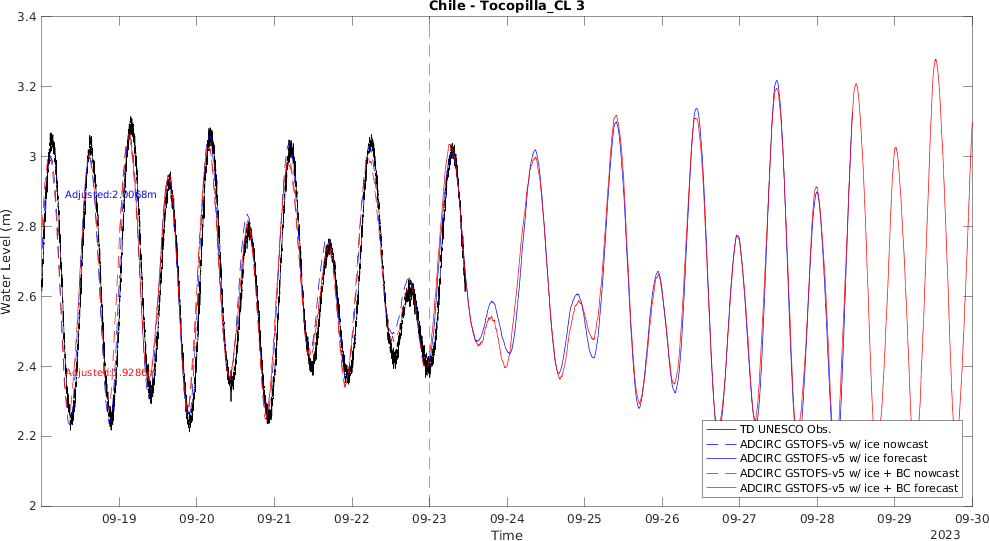 Chile - Tocopilla_CL 3
3.4
3.2
3
2.8
2.6
2.4
2.2
2
Water Level (m)
Adjusted:2.0068m
Adjusted:1.9286m
TD UNESCO Obs.
ADCIRC GSTOFS-v5 w/ ice nowcast
ADCIRC GSTOFS-v5 w/ ice forecast
ADCIRC GSTOFS-v5 w/ ice + BC nowcast
ADCIRC GSTOFS-v5 w/ ice + BC forecast
09-19 09-20 09-21 09-22 09-23 09-24 09-25 09-26 09-27 09-28 09-29 09-30
Time
2023